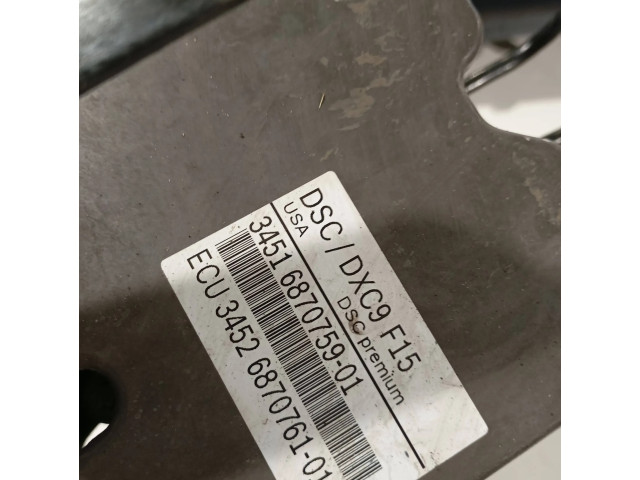 DSC / DXC9 F15
USA DSC premium
3451 6870759-01
ECU 3452 6870761-01